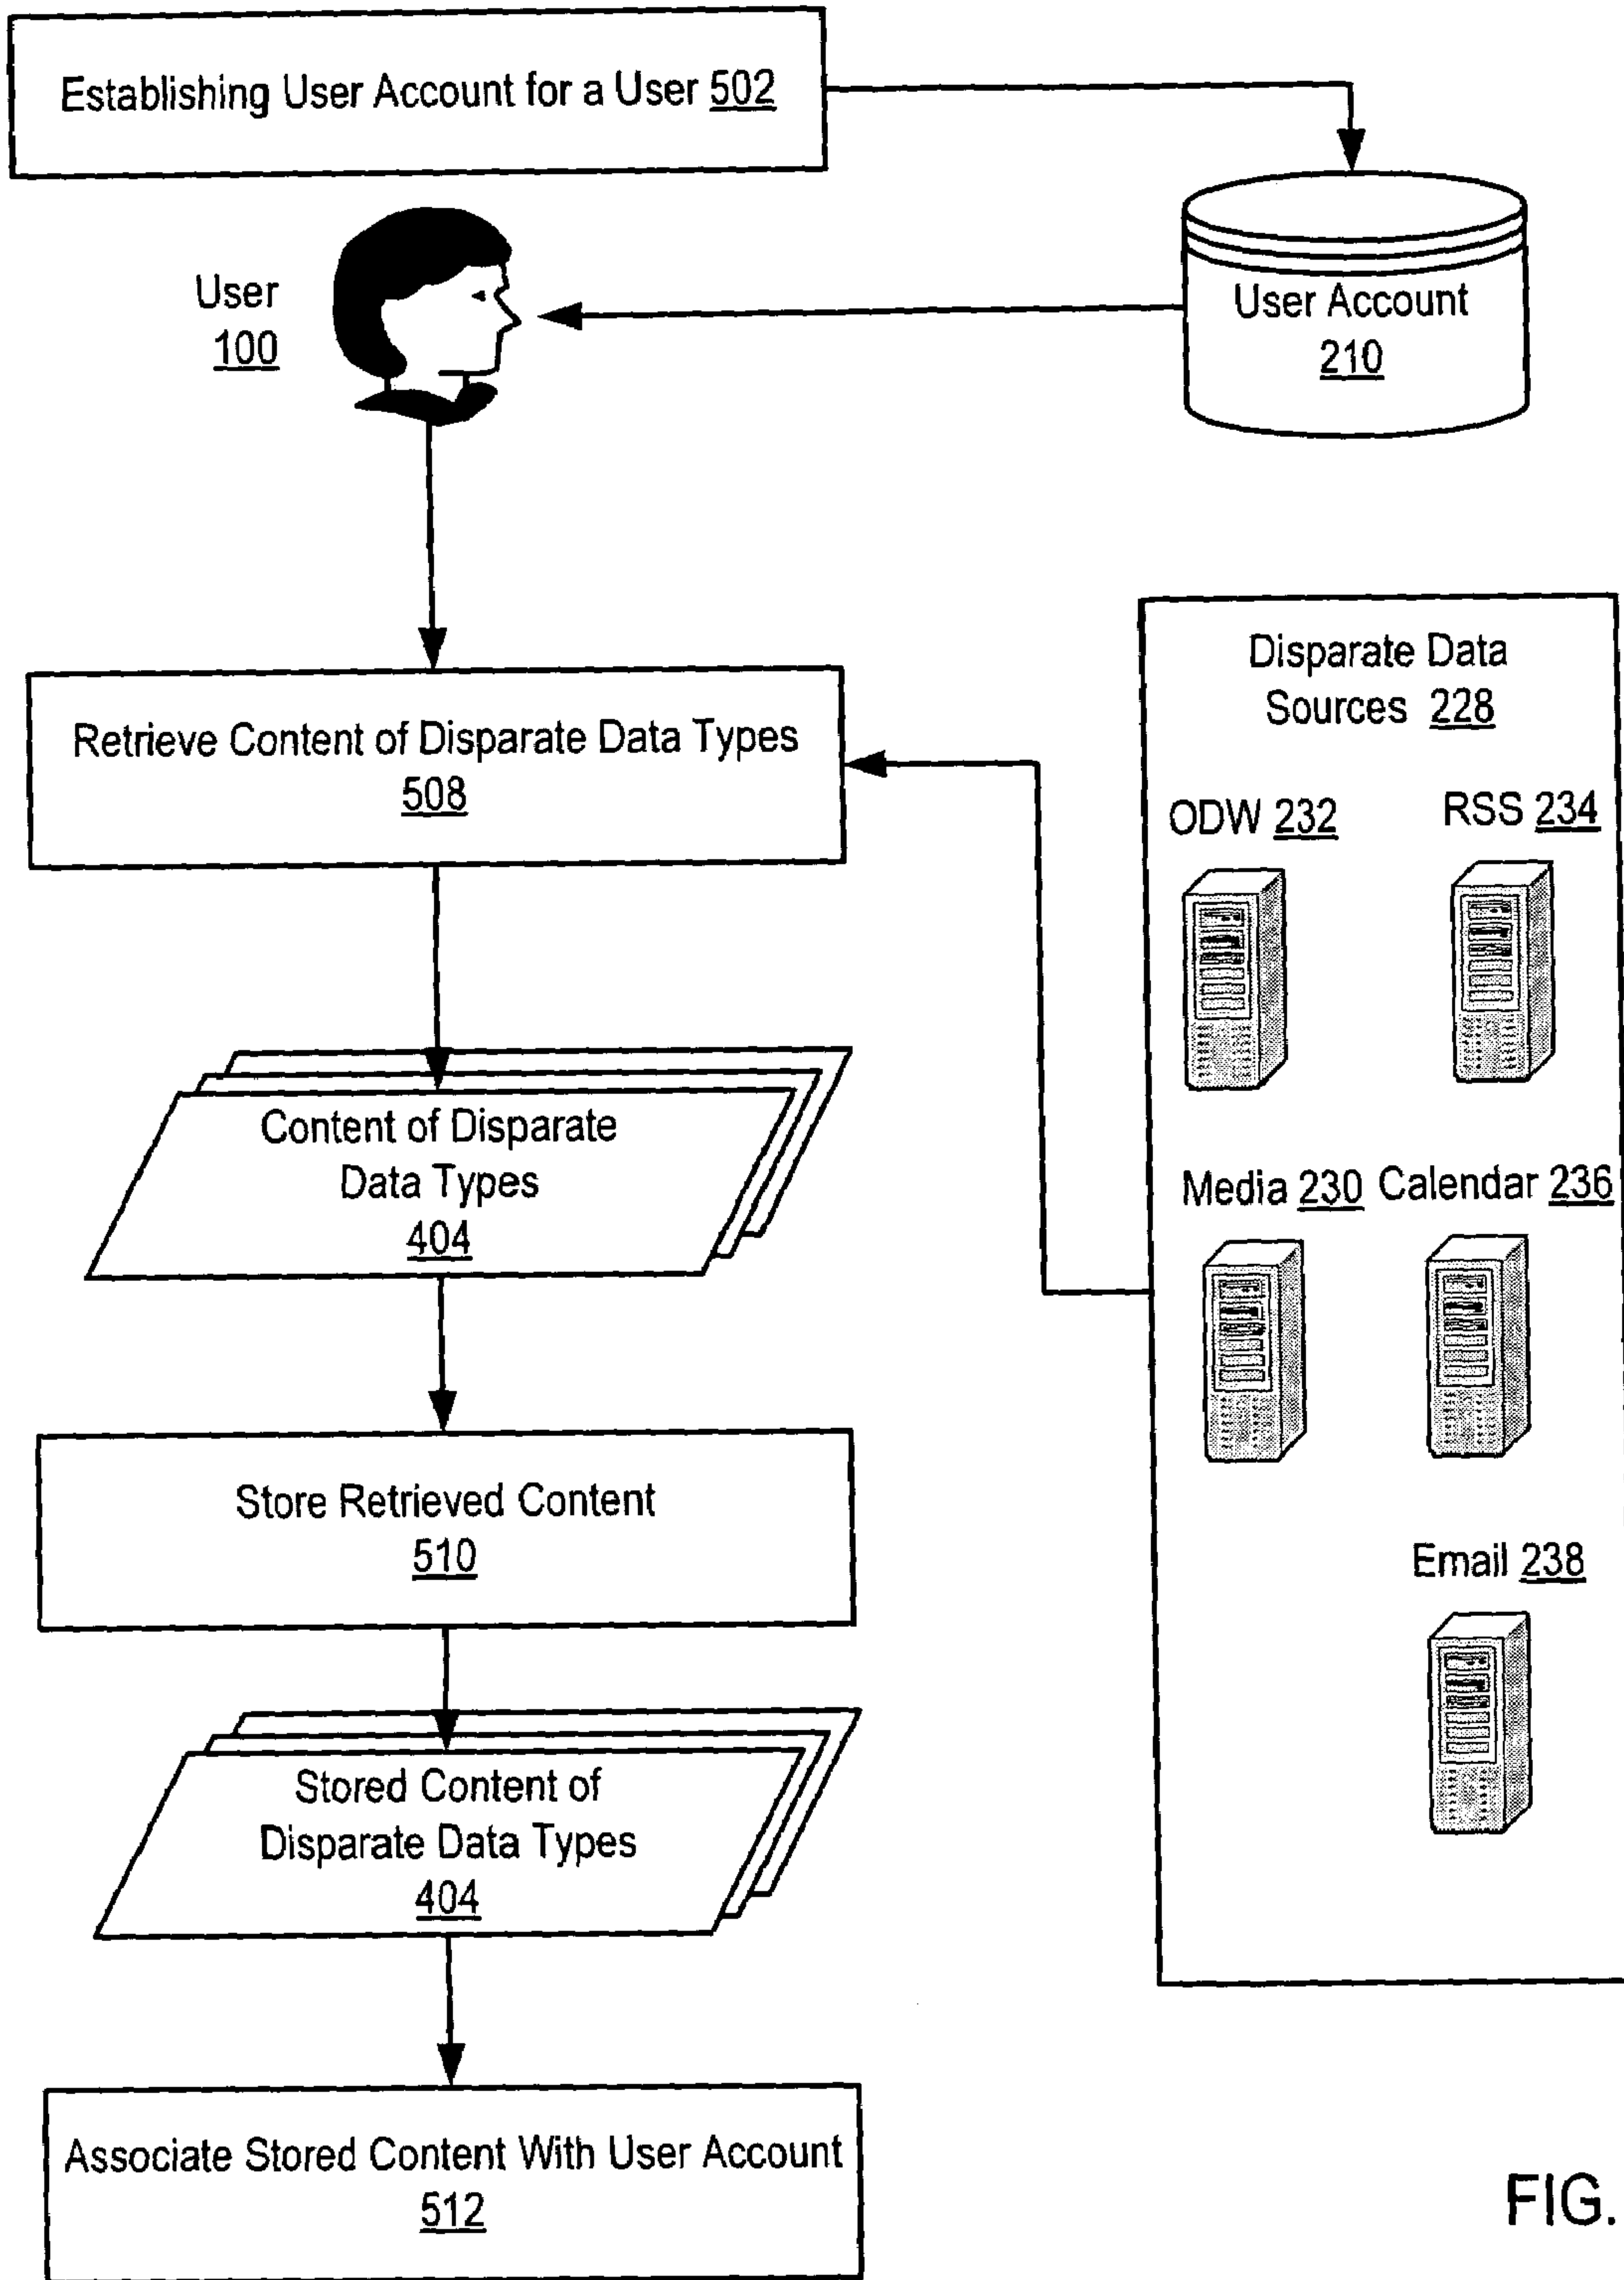 Establishing User Account for a User 502
User
100
User Account
210
Retrieve Content of Disparate Data Types
508
Disparate Data
Sources 228
ODW 232
RSS 234
Media 230
Calendar 236
Email 238
Content of Disparate
Data Types
404
Store Retrieved Content
510
Stored Content of
Disparate Data Types
404
Associate Stored Content With User Account
512
FIG.